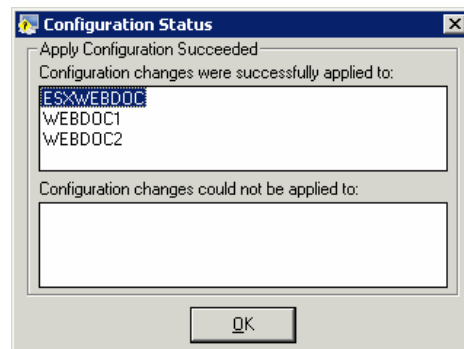 Configuration Status
Apply Configuration Succeeded
Configuration changes were successfully applied to:
ESXWEBDOC
WEBDOC1
WEBDOC2
Configuration changes could not be applied to:
OK